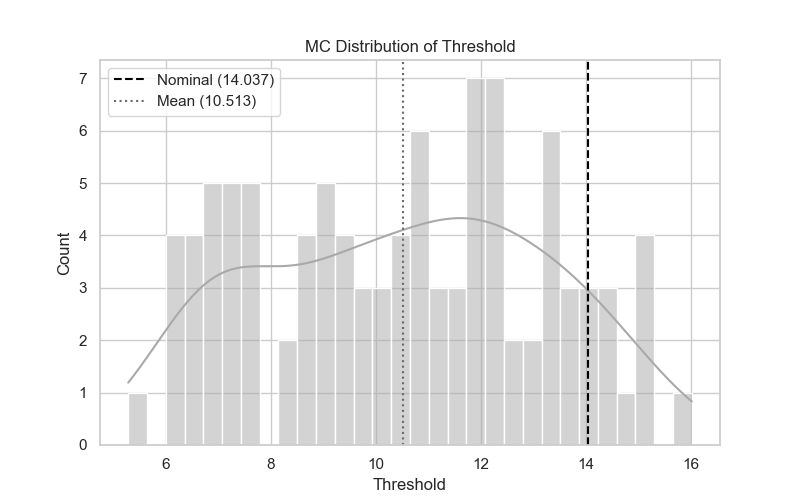 MC Distribution of Threshold
Nominal (14.037)
Mean (10.513)
7
6
5
4
3
2
1
0
Count
6 8 10 12 14 16
Threshold